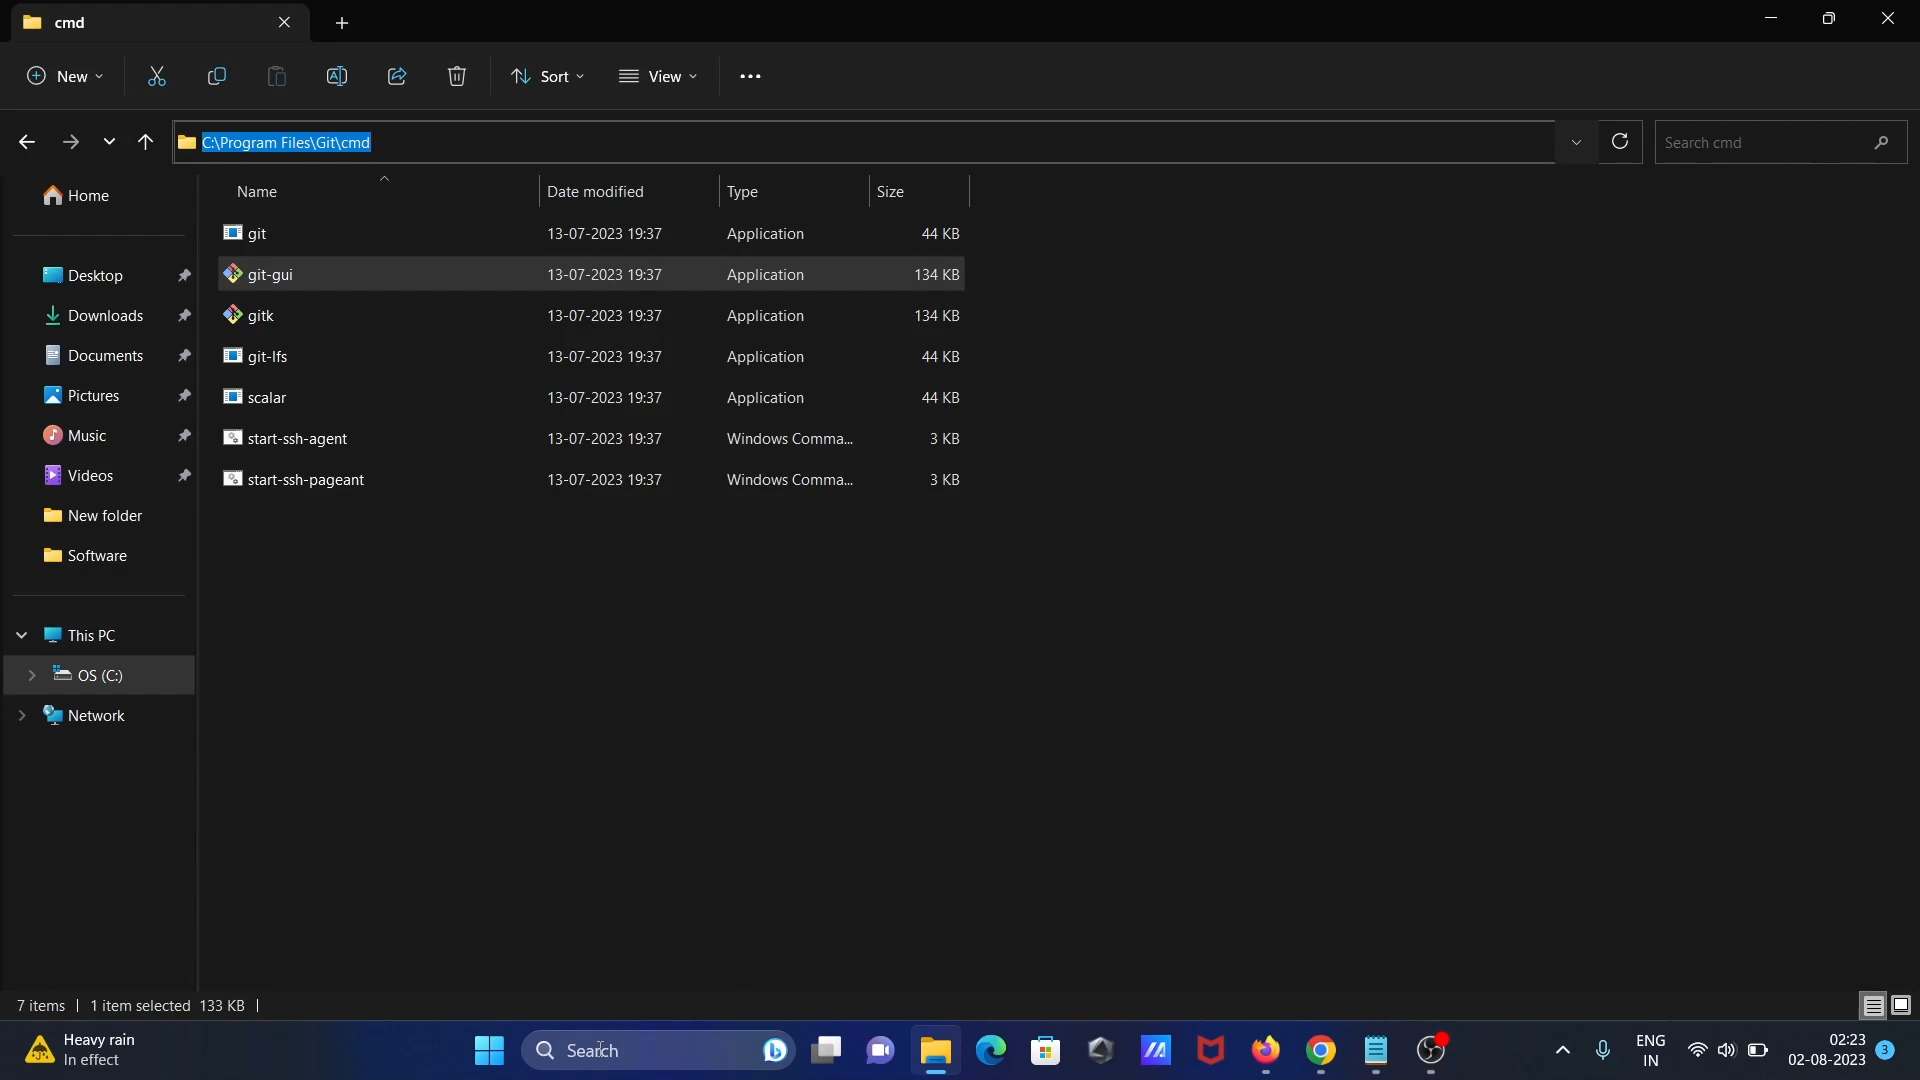 cmd
New
Sort
View
C:\Program Files\Git\cmd
Search cmd
Home
Desktop
Downloads
Documents
Pictures
Music
Videos
New folder
Software
This PC
OS (C:)
Network
Name Date modified Type Size
git 13-07-2023 19:37 Application 44 KB
git-gui 13-07-2023 19:37 Application 134 KB
gitk 13-07-2023 19:37 Application 134 KB
git-lfs 13-07-2023 19:37 Application 44 KB
scalar 13-07-2023 19:37 Application 44 KB
start-ssh-agent 13-07-2023 19:37 Windows Comma... 3 KB
start-ssh-pageant 13-07-2023 19:37 Windows Comma... 3 KB
7 items 1 item selected 133 KB
Heavy rain
In effect
Search
ENG
IN
02:23
02-08-2023
3